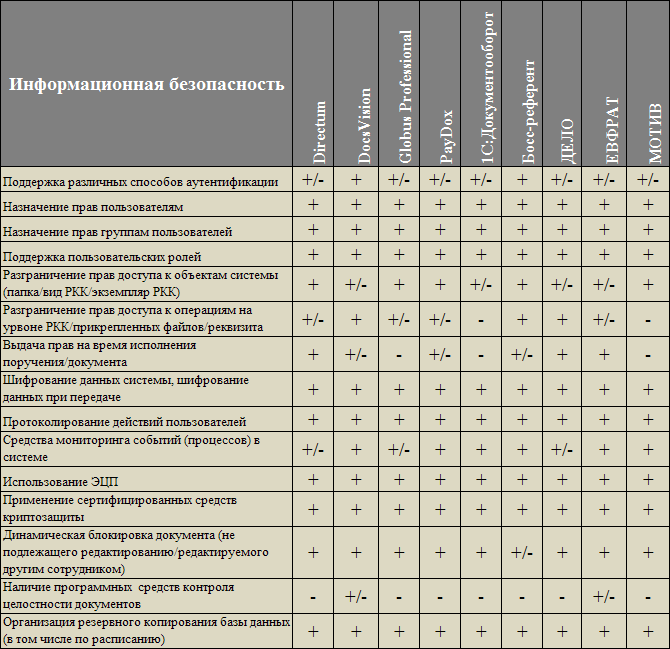 Информационная безопасность
Directum
DocsVision
Globus Professional
PayDox
1С:Документооборот
Босс-референт
ДЕЛО
ЕВФРАТ
МОТИВ
Поддержка различных способов аутентификации +/- + +/- +/- +/- + +/- +/- +/-
Назначение прав пользователям + + + + + + + + +
Назначение прав группам пользователей + + + + + + + + +
Поддержка пользовательских ролей + + + + + + + + +
Разграничение прав доступа к объектам системы
(папка/вид РКК/экземпляр РКК) + +/- + + +/- + +/- +/- +
Разграничение прав доступа к операциям на
урвоне РКК/прикрепленных файлов/реквизита +/- + +/- +/- - + + +/- -
Выдача прав на время исполнения
поручения/документа + +/- - +/- - +/- + + -
Шифрование данных системы, шифрование
данных при передаче + + + + + + + + +
Протоколирование действий пользователей + + + + + + + + +
Средства мониторинга событий (процессов) в
системе +/- + +/- + + + +/- + +
Использование ЭЦП + + + + + + + + +
Применение сертифицированных средств
криптозащиты + + + + + + + + +
Динамическая блокировка документа (не
подлежащего редактированию/редактируемого
другим сотрудником) + + + + + +/- + + +
Наличие программных средств контроля
целостности документов - +/- - - - - - +/- -
Организация резервного копирования базы данных
(в том числе по расписанию) + + + + + + + + +